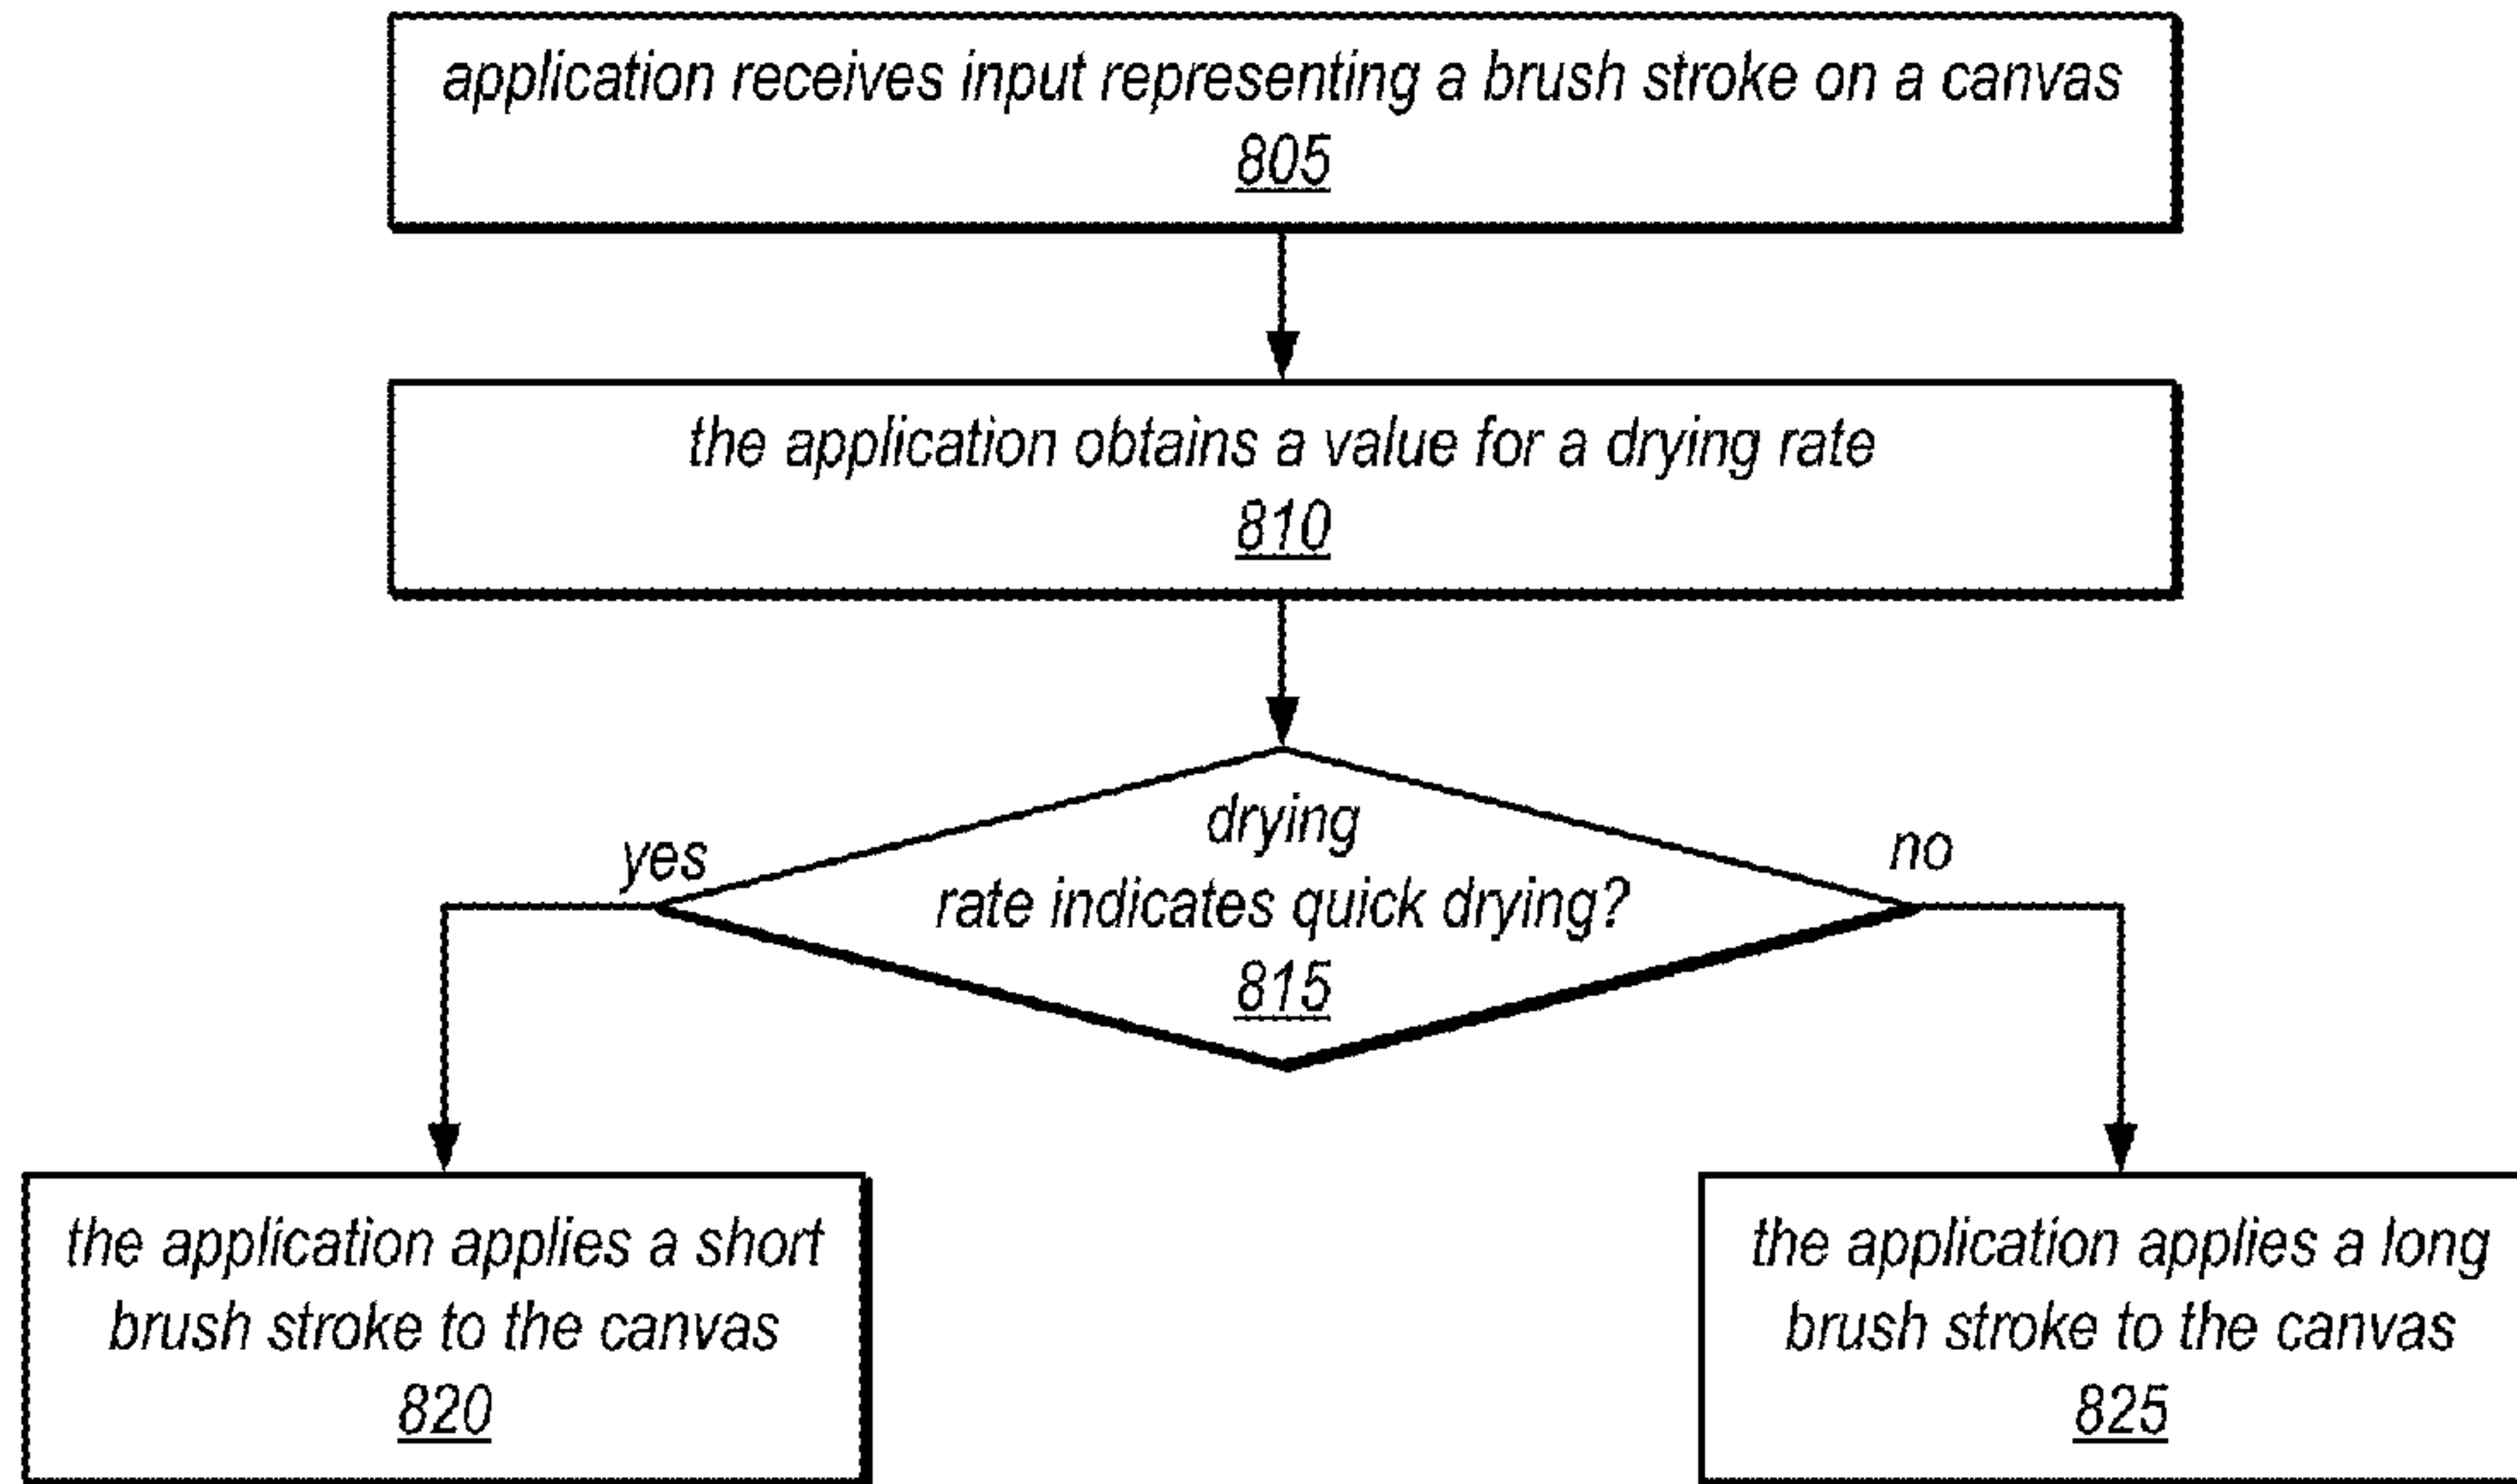 application receives input representing a brush stroke on a canvas
805
the application obtains a value for a drying rate
810
drying
yes
no
rate indicates quick drying?
815
the application applies a short
brush stroke to the canvas
820
the application applies a long
brush stroke to the canvas
825